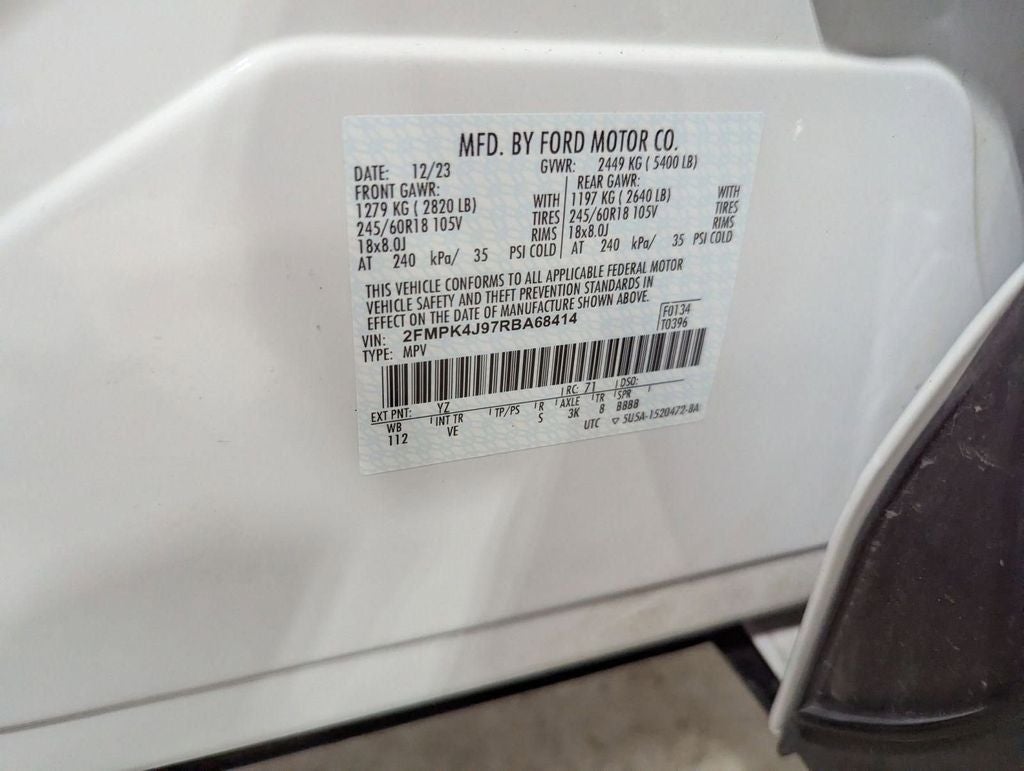 MFD. BY FORD MOTOR CO.
DATE: 12/23 GVWR: 2449 KG ( 5400 LB)
FRONT GAWR: REAR GAWR:
1279 KG ( 2820 LB) WITH 1197 KG ( 2640 LB) WITH
245/60R18 105V TIRES 245/60R18 105V TIRES
18x8.0J RIMS 18x8.0J RIMS
AT 240 kPa/ 35 PSI COLD AT 240 kPa/ 35 PSI COLD
THIS VEHICLE CONFORMS TO ALL APPLICABLE FEDERAL MOTOR
VEHICLE SAFETY AND THEFT PREVENTION STANDARDS IN
EFFECT ON THE DATE OF MANUFACTURE SHOWN ABOVE.
VIN: 2FMPK4J97RBA68414 F0134
TYPE: MPV T0396
EXT PNT: YZ RC: 71 DSO:
WB INT TR TP/PS R AXLE TR SPR
112 VE S 3K 8 BBBB
UTC ▽ 5U5A-1520472-BA